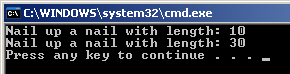 C:\WINDOWS\system32\cmd.exe
Nail up a nail with length: 10
Nail up a nail with length: 30
Press any key to continue . . . _